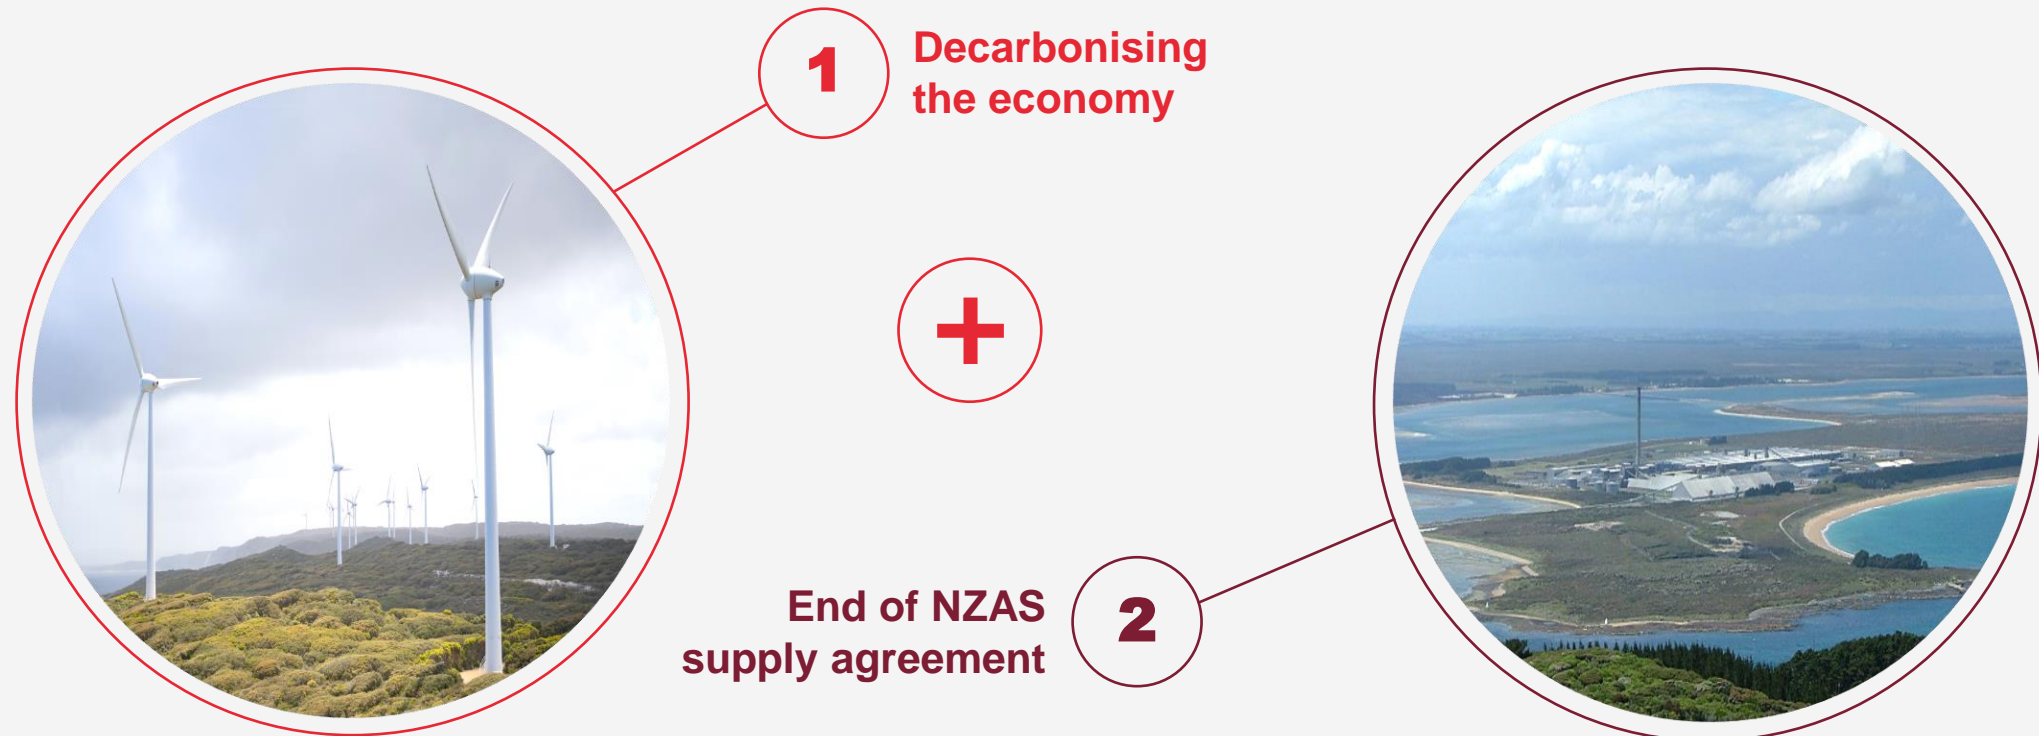 1
Decarbonising
the economy
+
End of NZAS
supply agreement
2